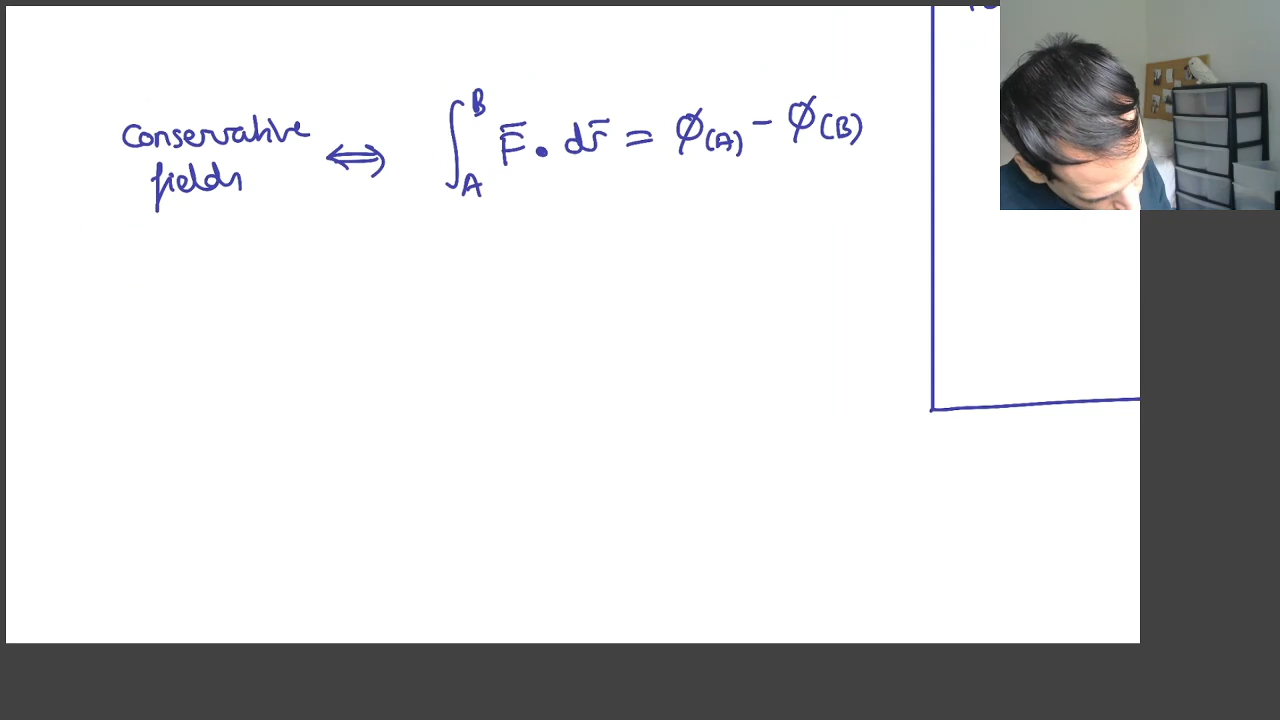 conservative fields ⟺ ∫_A^B F̄ • dr̄ = ϕ(A) - ϕ(B)